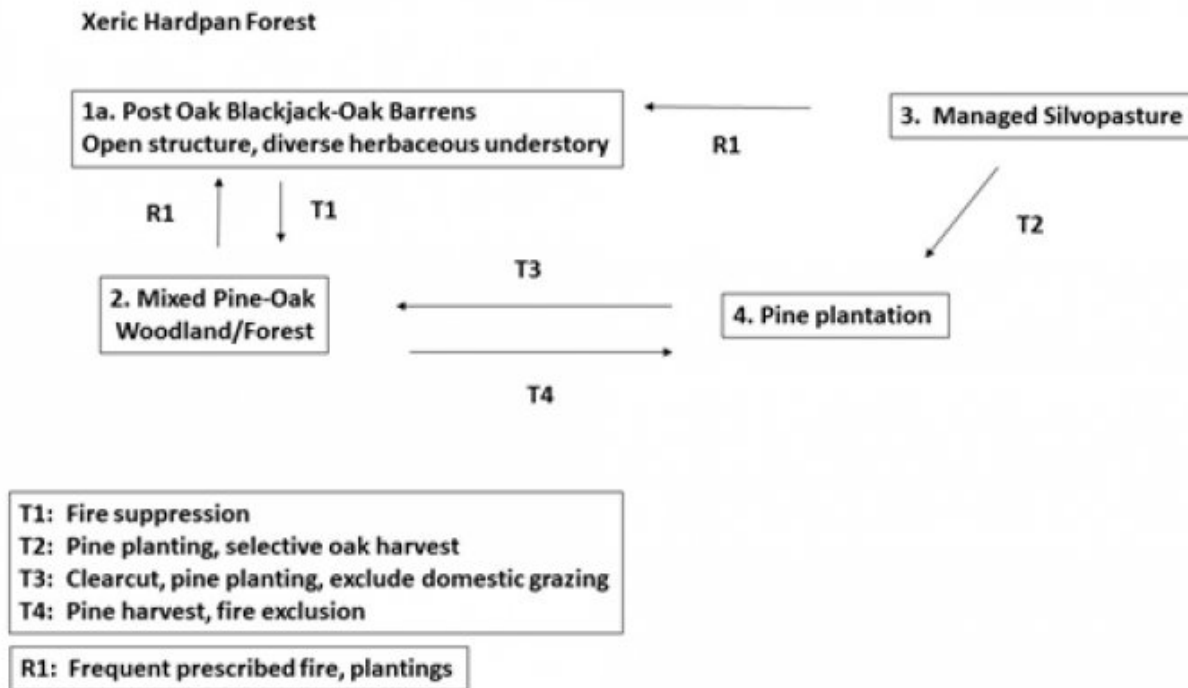 Xeric Hardpan Forest
1a. Post Oak Blackjack-Oak Barrens
Open structure, diverse herbaceous understory
3. Managed Silvopasture
R1
R1
T1
T2
2. Mixed Pine-Oak
Woodland/Forest
T3
4. Pine plantation
T4
T1: Fire suppression
T2: Pine planting, selective oak harvest
T3: Clearcut, pine planting, exclude domestic grazing
T4: Pine harvest, fire exclusion
R1: Frequent prescribed fire, plantings